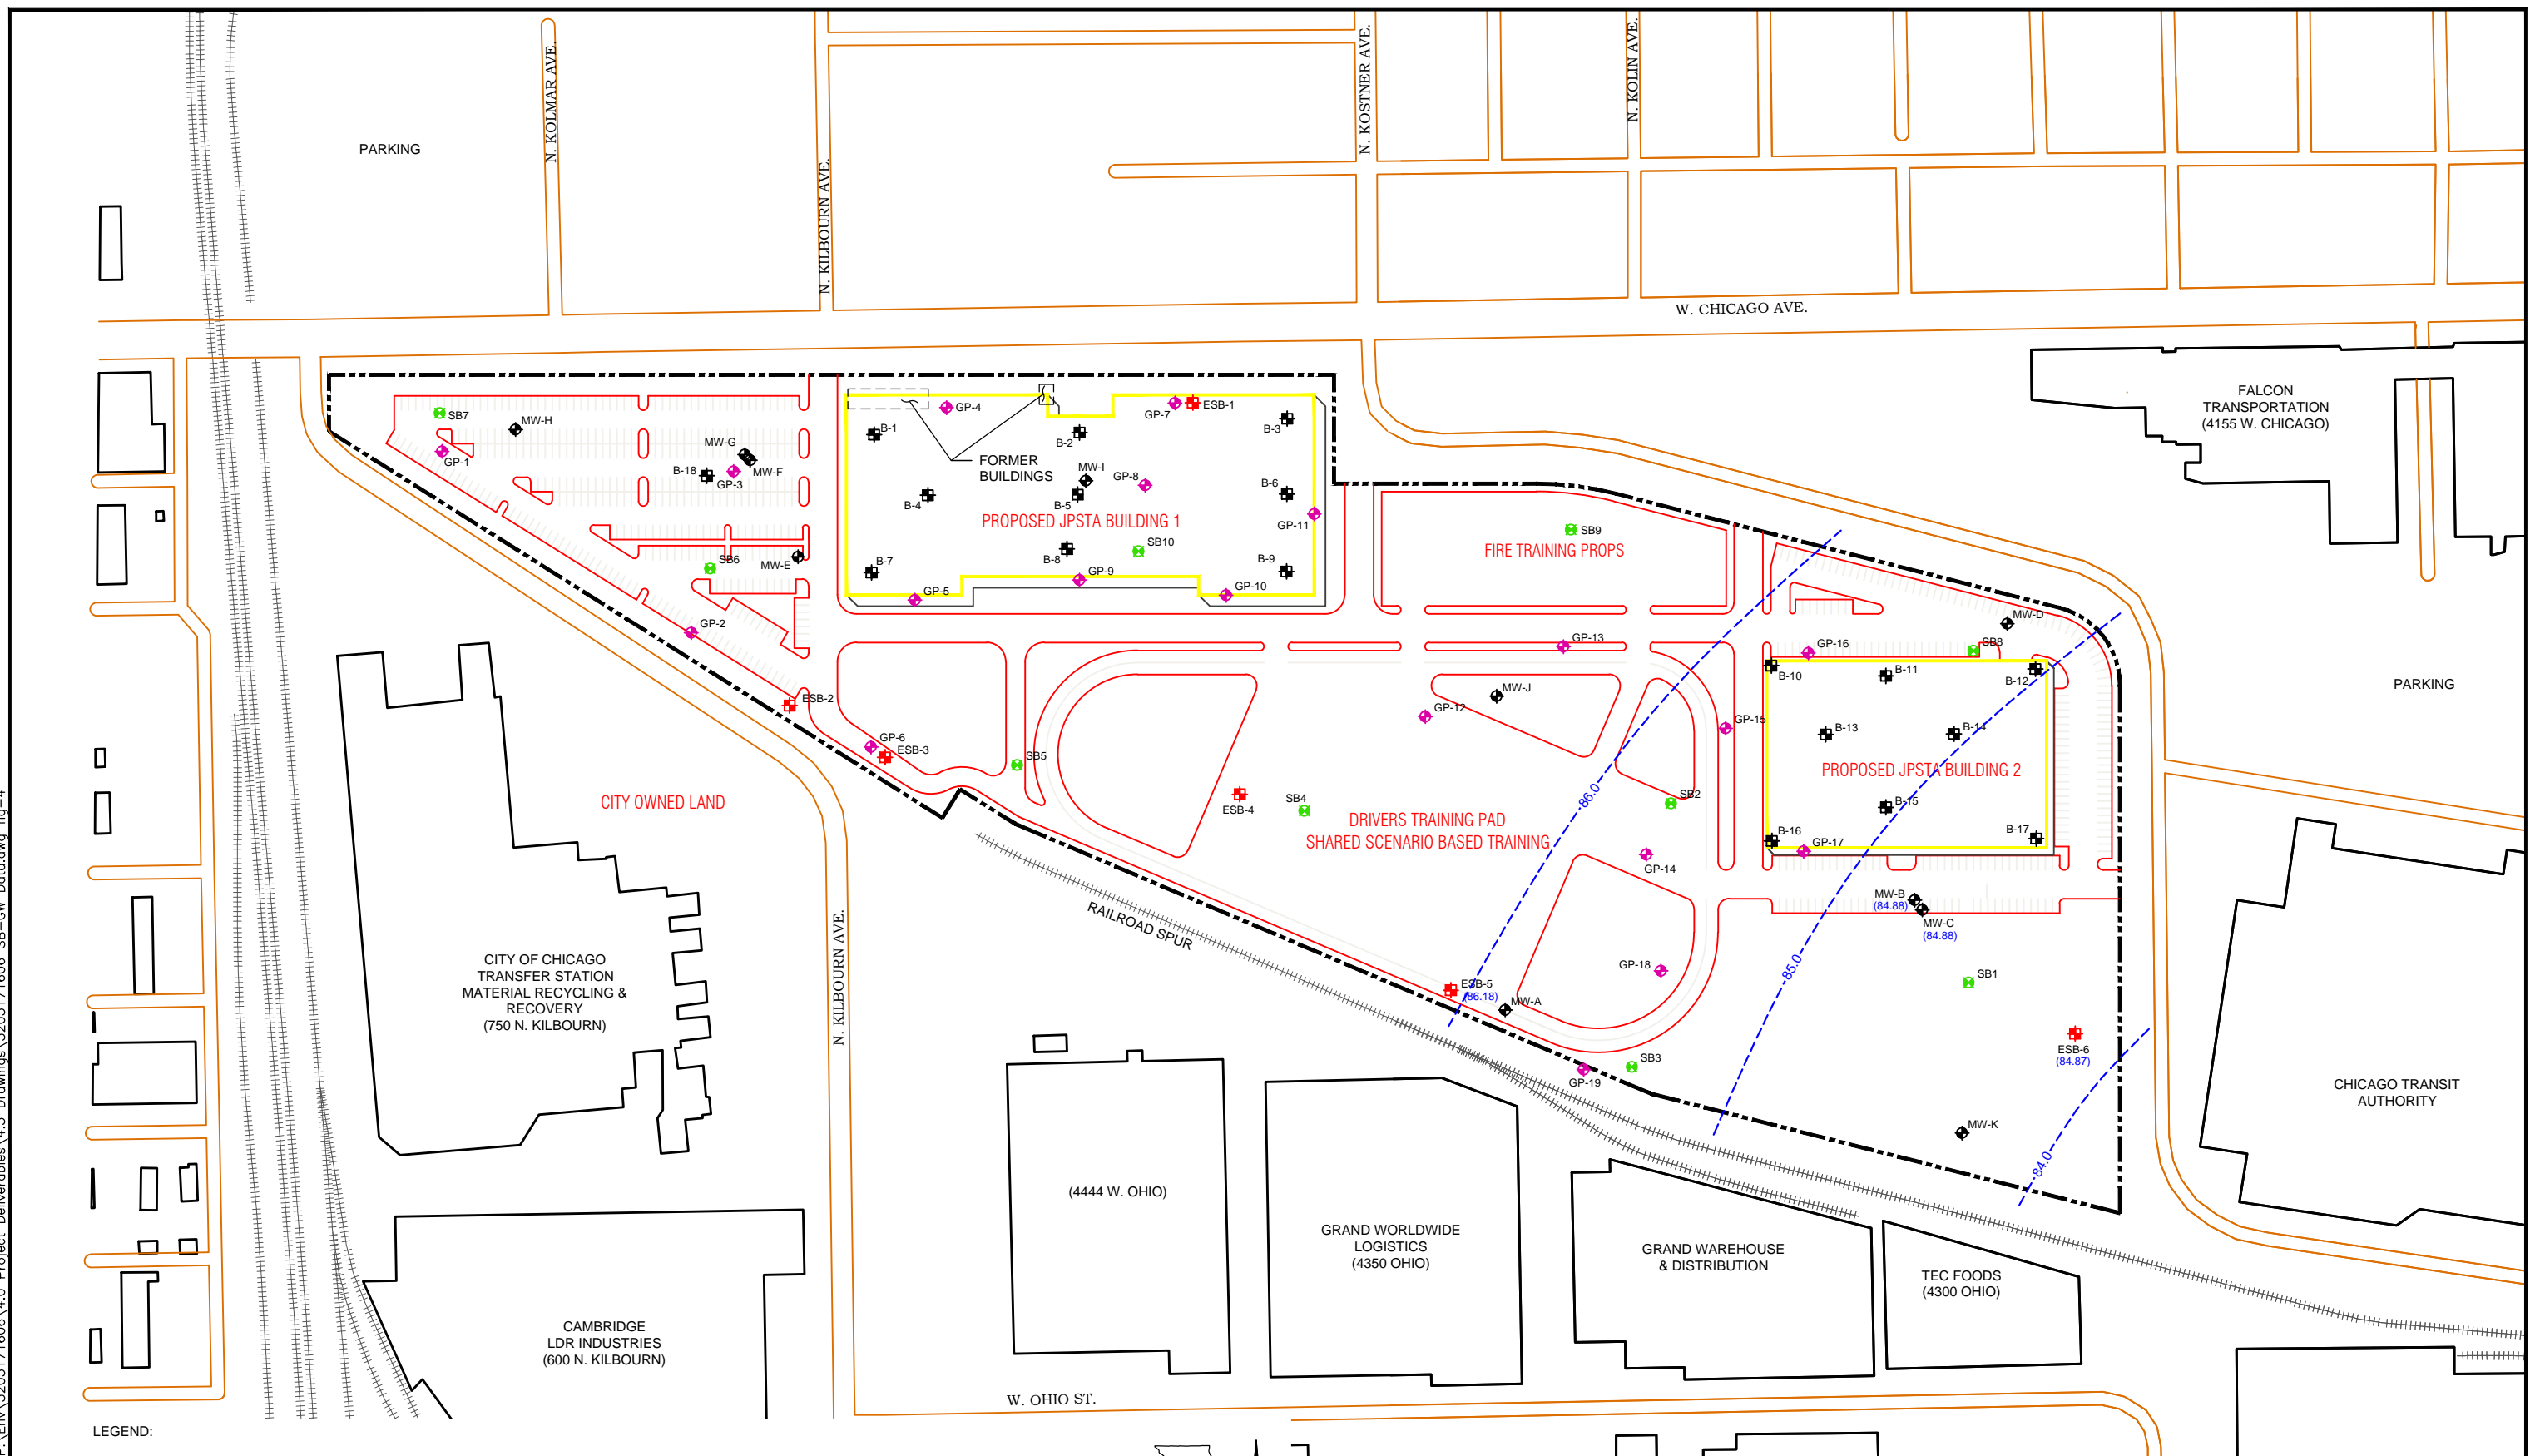 N. KOLMAR AVE.
N. KILBOURN AVE.
N. KOSTNER AVE.
N. KOLIN AVE.
PARKING
W. CHICAGO AVE.
FALCON
TRANSPORTATION
(4155 W. CHICAGO)
SB7
MW-H
GP-1
MW-G
MW-F
B-18
GP-3
SB6
MW-E
GP-2
ESB-2
GP-4
GP-7
ESB-1
B-1
B-2
B-3
FORMER
BUILDINGS
MW-I
GP-8
B-4
B-5
B-6
GP-11
PROPOSED JPSTA BUILDING 1
B-7
B-8
SB10
GP-9
B-9
GP-5
GP-10
SB9
FIRE TRAINING PROPS
GP-13
MW-D
SB8
GP-16
B-10
B-11
B-12
PARKING
GP-6
ESB-3
SB5
GP-12
MW-J
GP-15
B-13
B-14
PROPOSED JPSTA BUILDING 2
CITY OWNED LAND
ESB-4
SB4
86.0
SB2
B-15
DRIVERS TRAINING PAD
SHARED SCENARIO BASED TRAINING
B-16
GP-17
B-17
GP-14
MW-B
(84.88)
MW-C
(84.88)
RAILROAD SPUR
N. KILBOURN AVE.
CITY OF CHICAGO
TRANSFER STATION
MATERIAL RECYCLING &
RECOVERY
(750 N. KILBOURN)
GP-18
85.0
SB1
ESB-5
(86.18)
MW-A
ESB-6
(84.87)
SB3
GP-19
MW-K
84.0
CHICAGO TRANSIT
AUTHORITY
(4444 W. OHIO)
GRAND WORLDWIDE
LOGISTICS
(4350 OHIO)
GRAND WAREHOUSE
& DISTRIBUTION
TEC FOODS
(4300 OHIO)
CAMBRIDGE
LDR INDUSTRIES
(600 N. KILBOURN)
W. OHIO ST.
LEGEND: